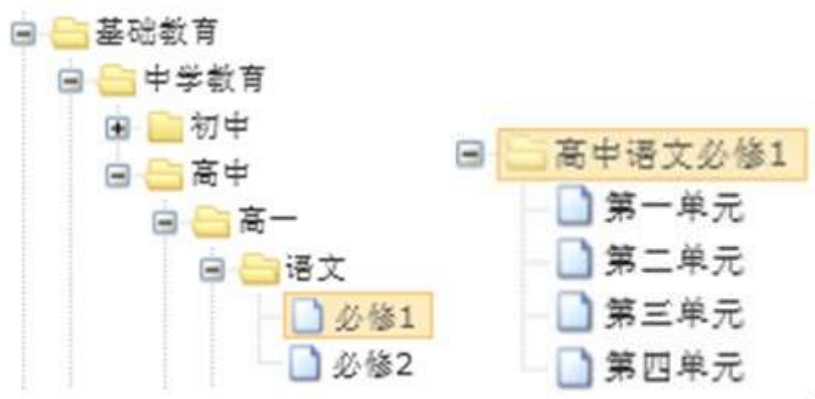 基础教育
中学教育
初中
高中
高一
语文
必修1
必修2
高中语文必修1
第一单元
第二单元
第三单元
第四单元